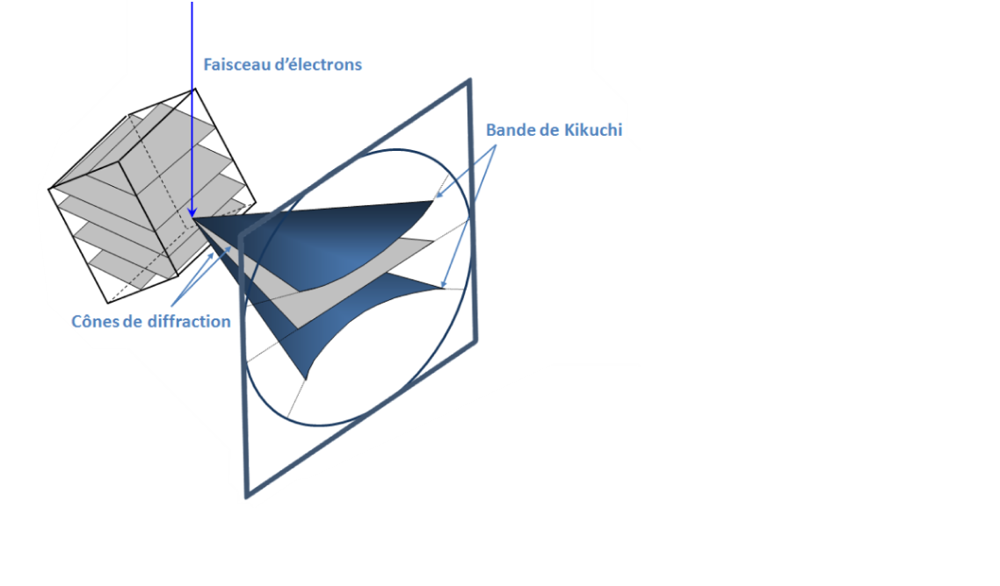 Faisceau d'électrons
Bande de Kikuchi
Cônes de diffraction